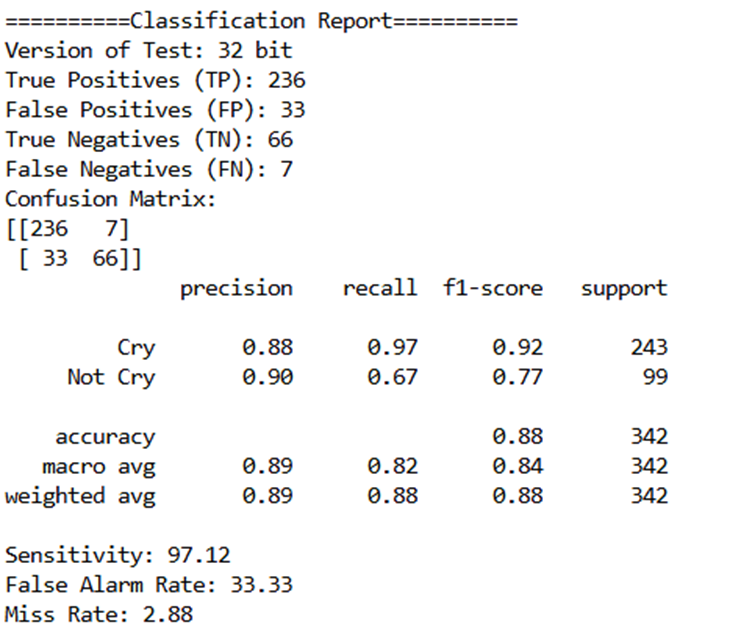 ==========Classification Report==========
Version of Test: 32 bit
True Positives (TP): 236
False Positives (FP): 33
True Negatives (TN): 66
False Negatives (FN): 7
Confusion Matrix:
[[236   7]
 [ 33  66]]
              precision    recall  f1-score   support

         Cry       0.88      0.97      0.92       243
     Not Cry       0.90      0.67      0.77        99

    accuracy                           0.88       342
   macro avg       0.89      0.82      0.84       342
weighted avg       0.89      0.88      0.88       342

Sensitivity: 97.12
False Alarm Rate: 33.33
Miss Rate: 2.88